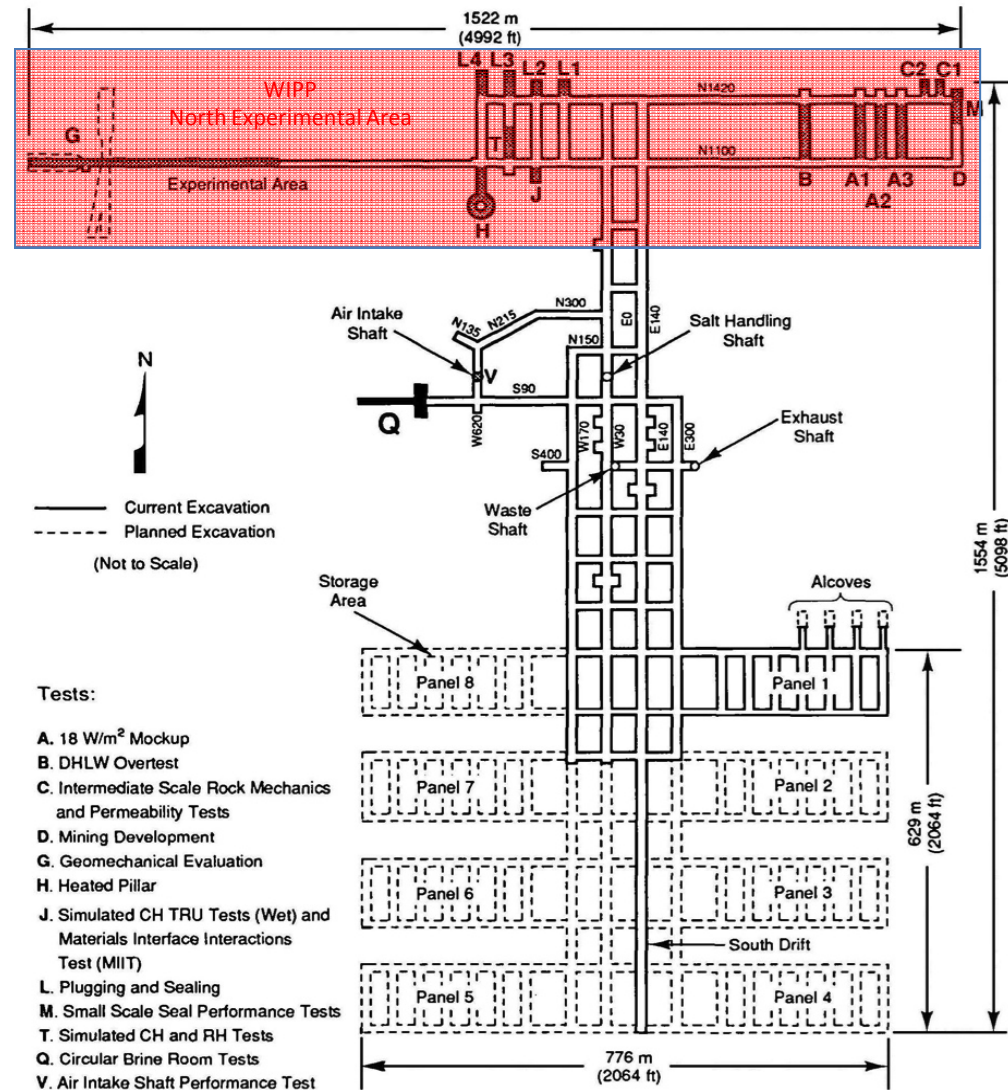 1522 m
(4992 ft)
L4 L3 L2 L1
C2 C1
WIPP
North Experimental Area
N1420
M
G
T
N1100
Experimental Area
J
B A1 A3 D
A2
H
Air Intake
Shaft
N135
N215
N300
E0
E140
Salt Handling
Shaft
N150
V
S90
N
Q
W620
W170
W30
E140
E300
Exhaust
Shaft
S400
Waste
Shaft
Current Excavation
Planned Excavation
(Not to Scale)
1554 m
(5098 ft)
Storage
Area
Alcoves
Panel 8
Panel 1
Panel 7
Panel 2
629 m
(2064 ft)
Panel 6
Panel 3
South Drift
Panel 5
Panel 4
776 m
(2064 ft)
Tests:
A. 18 W/m² Mockup
B. DHLW Overtest
C. Intermediate Scale Rock Mechanics
and Permeability Tests
D. Mining Development
G. Geomechanical Evaluation
H. Heated Pillar
J. Simulated CH TRU Tests (Wet) and
Materials Interface Interactions
Test (MIIT)
L. Plugging and Sealing
M. Small Scale Seal Performance Tests
T. Simulated CH and RH Tests
Q. Circular Brine Room Tests
V. Air Intake Shaft Performance Test